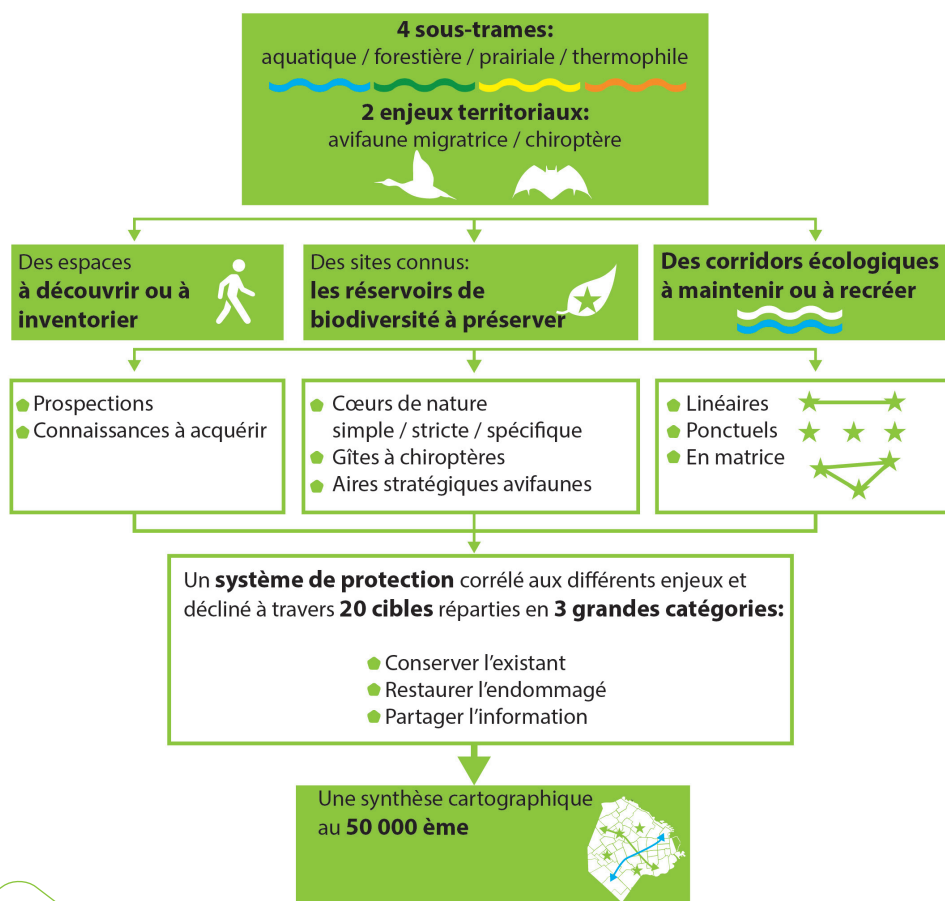 4 sous-trames:
aquatique / forestière / prairiale / thermophile
2 enjeux territoriaux:
avifaune migratrice / chiroptère
Des espaces
à découvrir ou à
inventorier
Des sites connus:
les réservoirs de
biodiversité à préserver
Des corridors écologiques
à maintenir ou à recréer
Prospections
Connaissances à acquérir
Cœurs de nature
simple / stricte / spécifique
Gîtes à chiroptères
Aires stratégiques avifaunes
Linéaires
Ponctuels
En matrice
Un système de protection corrélé aux différents enjeux et
décliné à travers 20 cibles réparties en 3 grandes catégories:
Conserver l'existant
Restaurer l'endommagé
Partager l'information
Une synthèse cartographique
au 50 000 ème